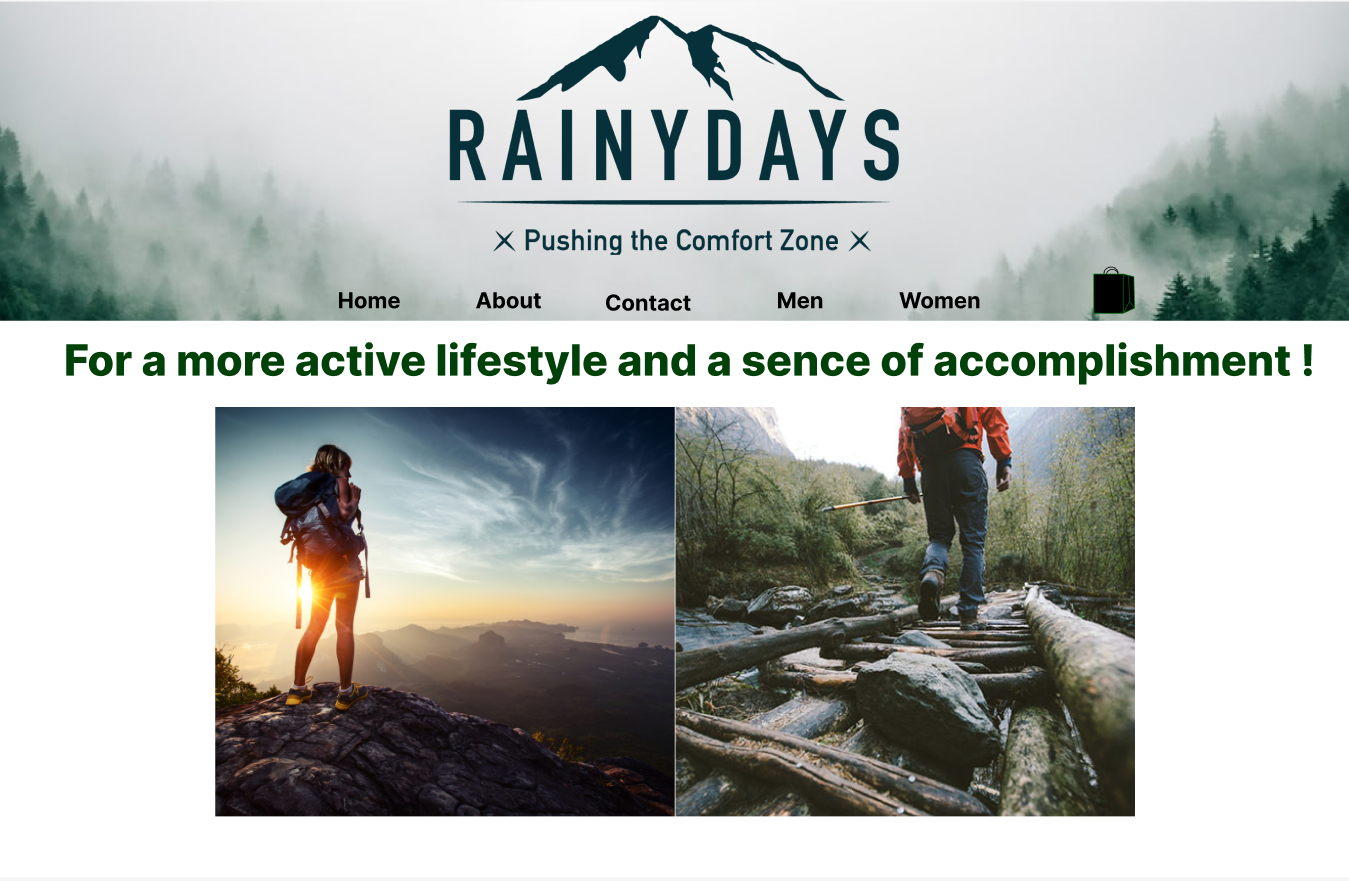 RAINYDAYS
Pushing the Comfort Zone
Home About Contact Men Women
For a more active lifestyle and a sence of accomplishment !